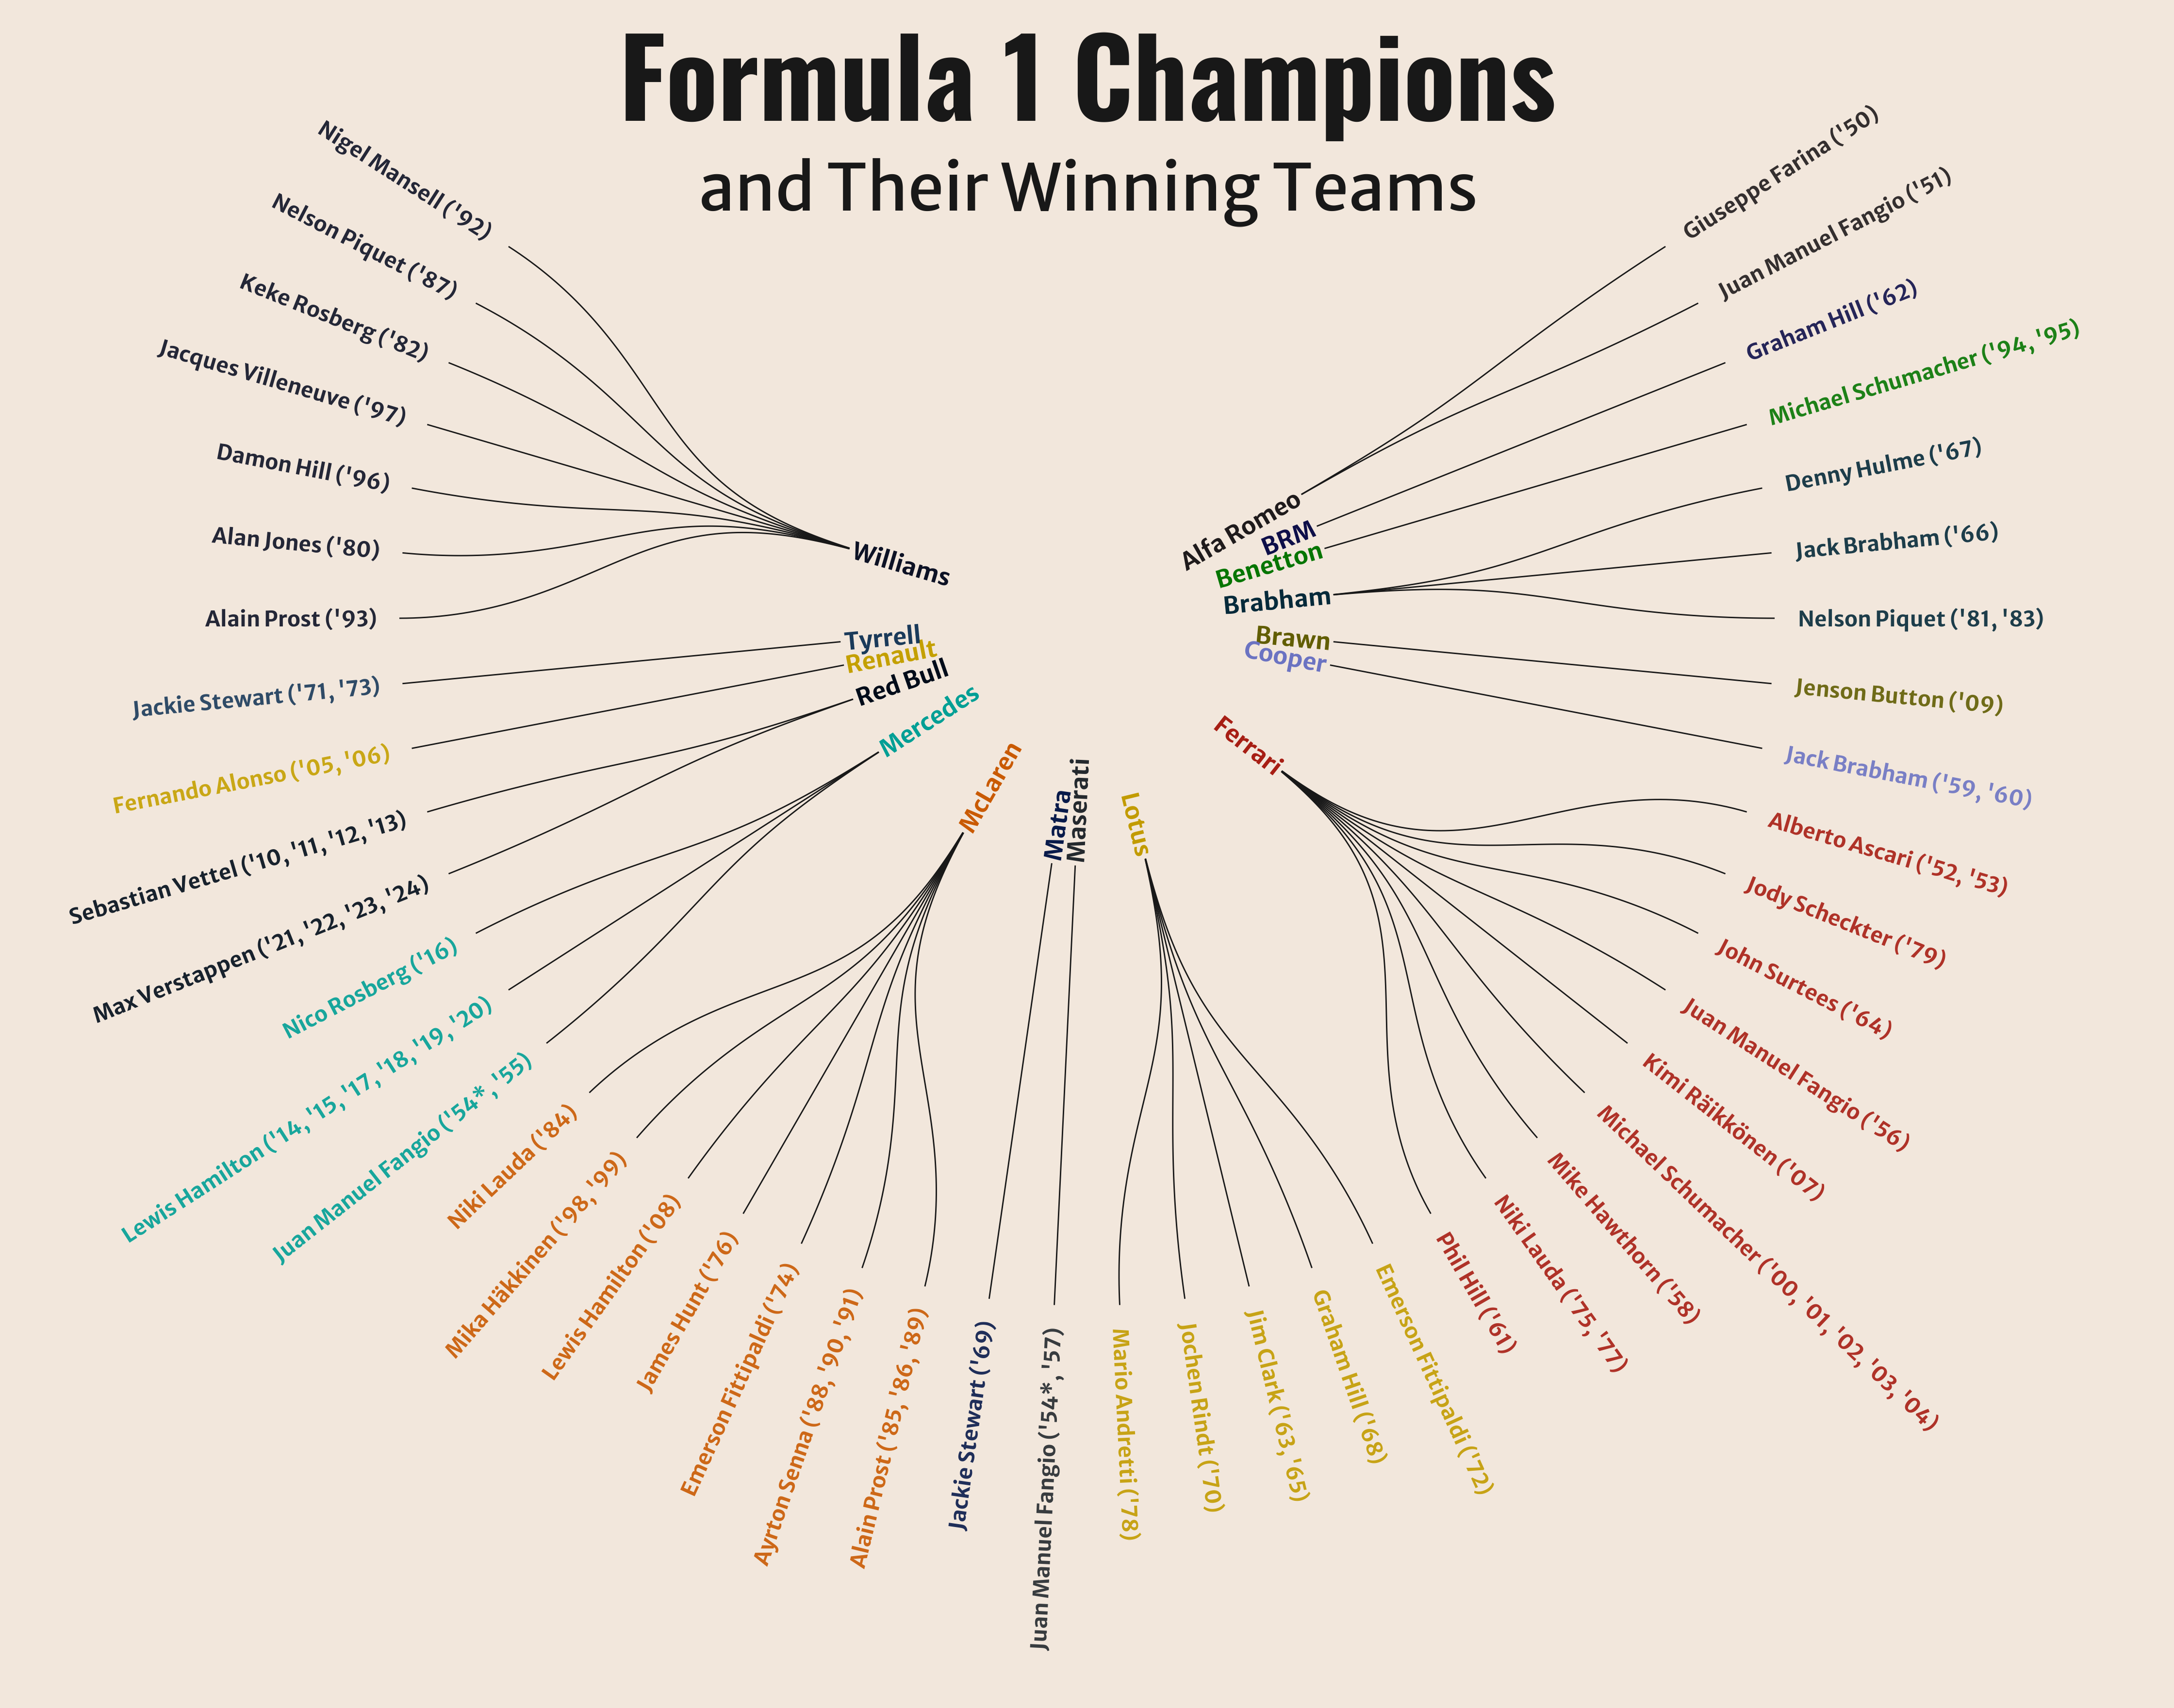 Formula 1 Champions
and Their Winning Teams
Alfa Romeo
Giuseppe Farina ('50)
Juan Manuel Fangio ('51)
BRM
Graham Hill ('62)
Benetton
Michael Schumacher ('94, '95)
Brabham
Denny Hulme ('67)
Jack Brabham ('66)
Nelson Piquet ('81, '83)
Brawn
Jenson Button ('09)
Cooper
Jack Brabham ('59, '60)
Ferrari
Alberto Ascari ('52, '53)
Jody Scheckter ('79)
John Surtees ('64)
Juan Manuel Fangio ('56)
Kimi Räikkönen ('07)
Michael Schumacher ('00, '01, '02, '03, '04)
Mike Hawthorn ('58)
Niki Lauda ('75, '77)
Phil Hill ('61)
Lotus
Emerson Fittipaldi ('72)
Graham Hill ('68)
Jim Clark ('63, '65)
Jochen Rindt ('70)
Mario Andretti ('78)
Maserati
Juan Manuel Fangio ('54*, '57)
Matra
Jackie Stewart ('69)
McLaren
Alain Prost ('85, '86, '89)
Ayrton Senna ('88, '90, '91)
Emerson Fittipaldi ('74)
James Hunt ('76)
Lewis Hamilton ('08)
Mika Häkkinen ('98, '99)
Niki Lauda ('84)
Mercedes
Juan Manuel Fangio ('54*, '55)
Lewis Hamilton ('14, '15, '17, '18, '19, '20)
Nico Rosberg ('16)
Red Bull
Max Verstappen ('21, '22, '23, '24)
Sebastian Vettel ('10, '11, '12, '13)
Renault
Fernando Alonso ('05, '06)
Tyrrell
Jackie Stewart ('71, '73)
Williams
Alain Prost ('93)
Alan Jones ('80)
Damon Hill ('96)
Jacques Villeneuve ('97)
Keke Rosberg ('82)
Nelson Piquet ('87)
Nigel Mansell ('92)